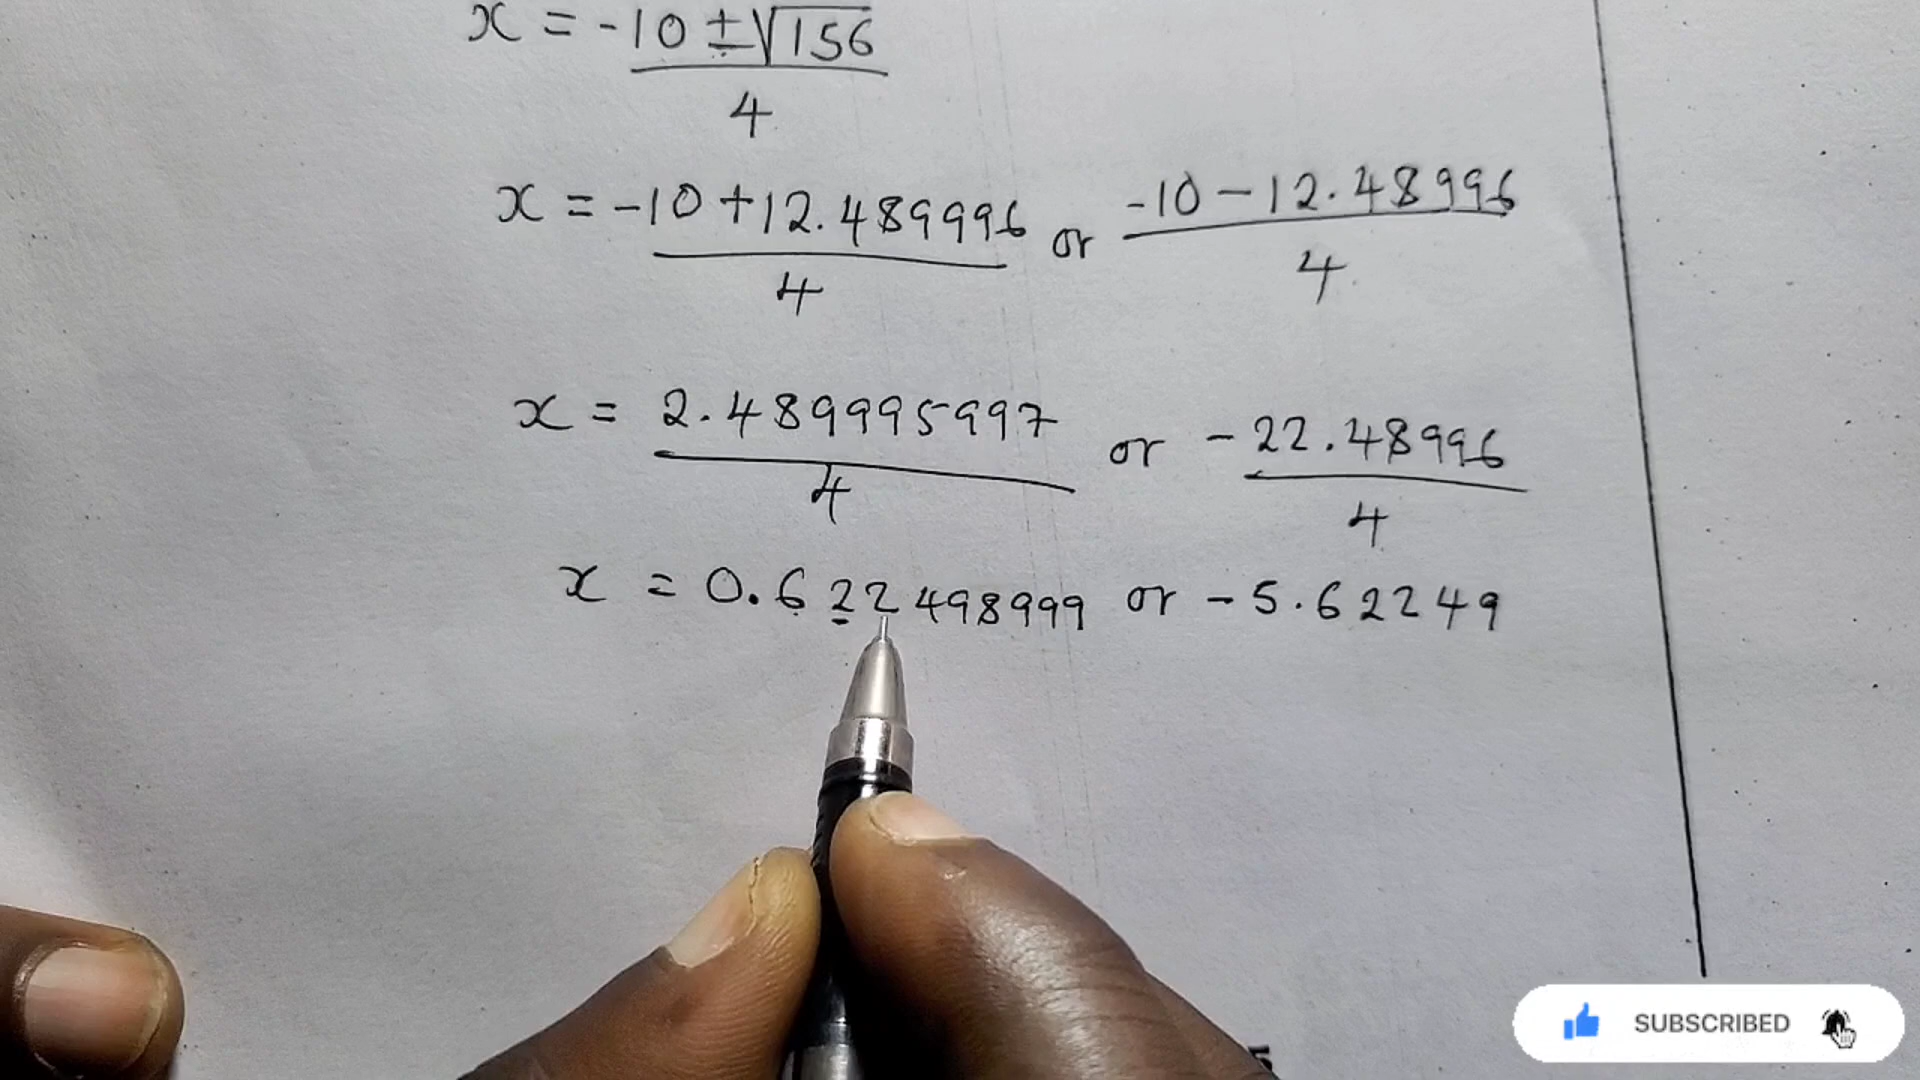 x = -10 ± √156
4
x = -10 + 12.489996 or -10 - 12.48996
4 4
x = 2.489995997 or - 22.48996
4 4
x = 0.622498999 or - 5.62249
SUBSCRIBED